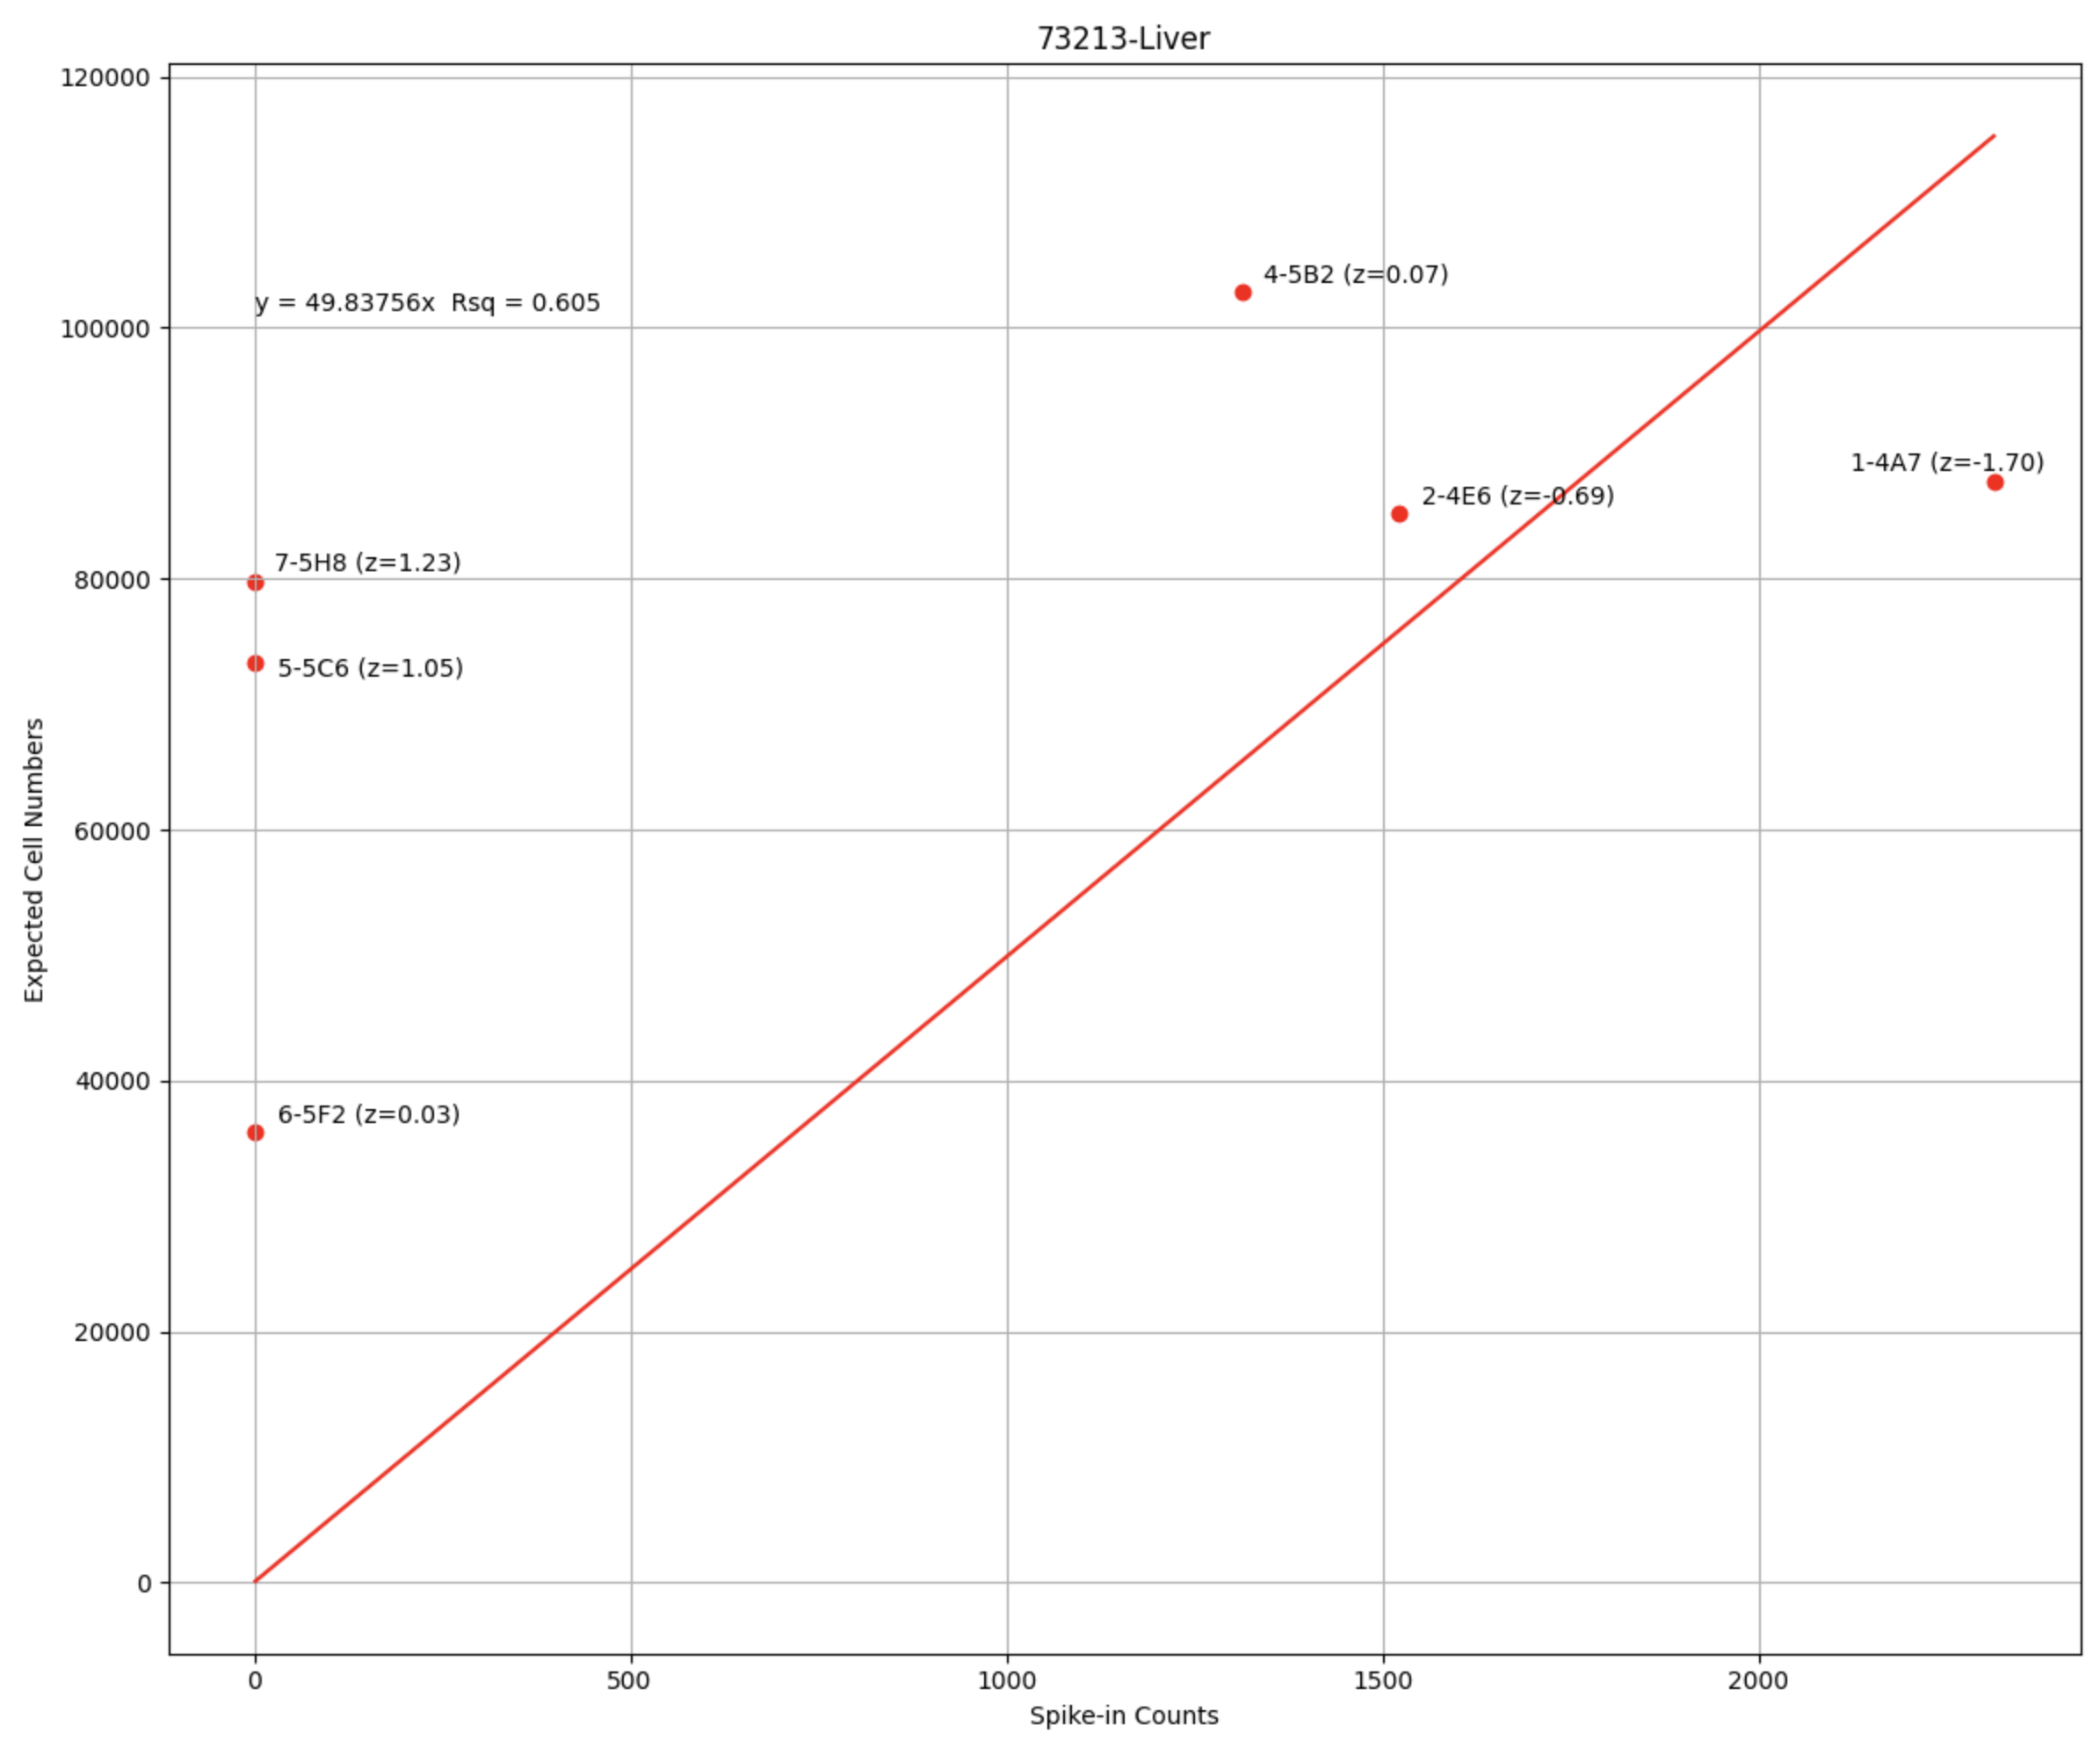 73213-Liver
120000
4-5B2 (z=0.07)
y = 49.83756x  Rsq = 0.605
100000
1-4A7 (z=-1.70)
2-4E6 (z=-0.69)
7-5H8 (z=1.23)
80000
5-5C6 (z=1.05)
Expected Cell Numbers
60000
40000
6-5F2 (z=0.03)
20000
0
0 500 1000 1500 2000
Spike-in Counts